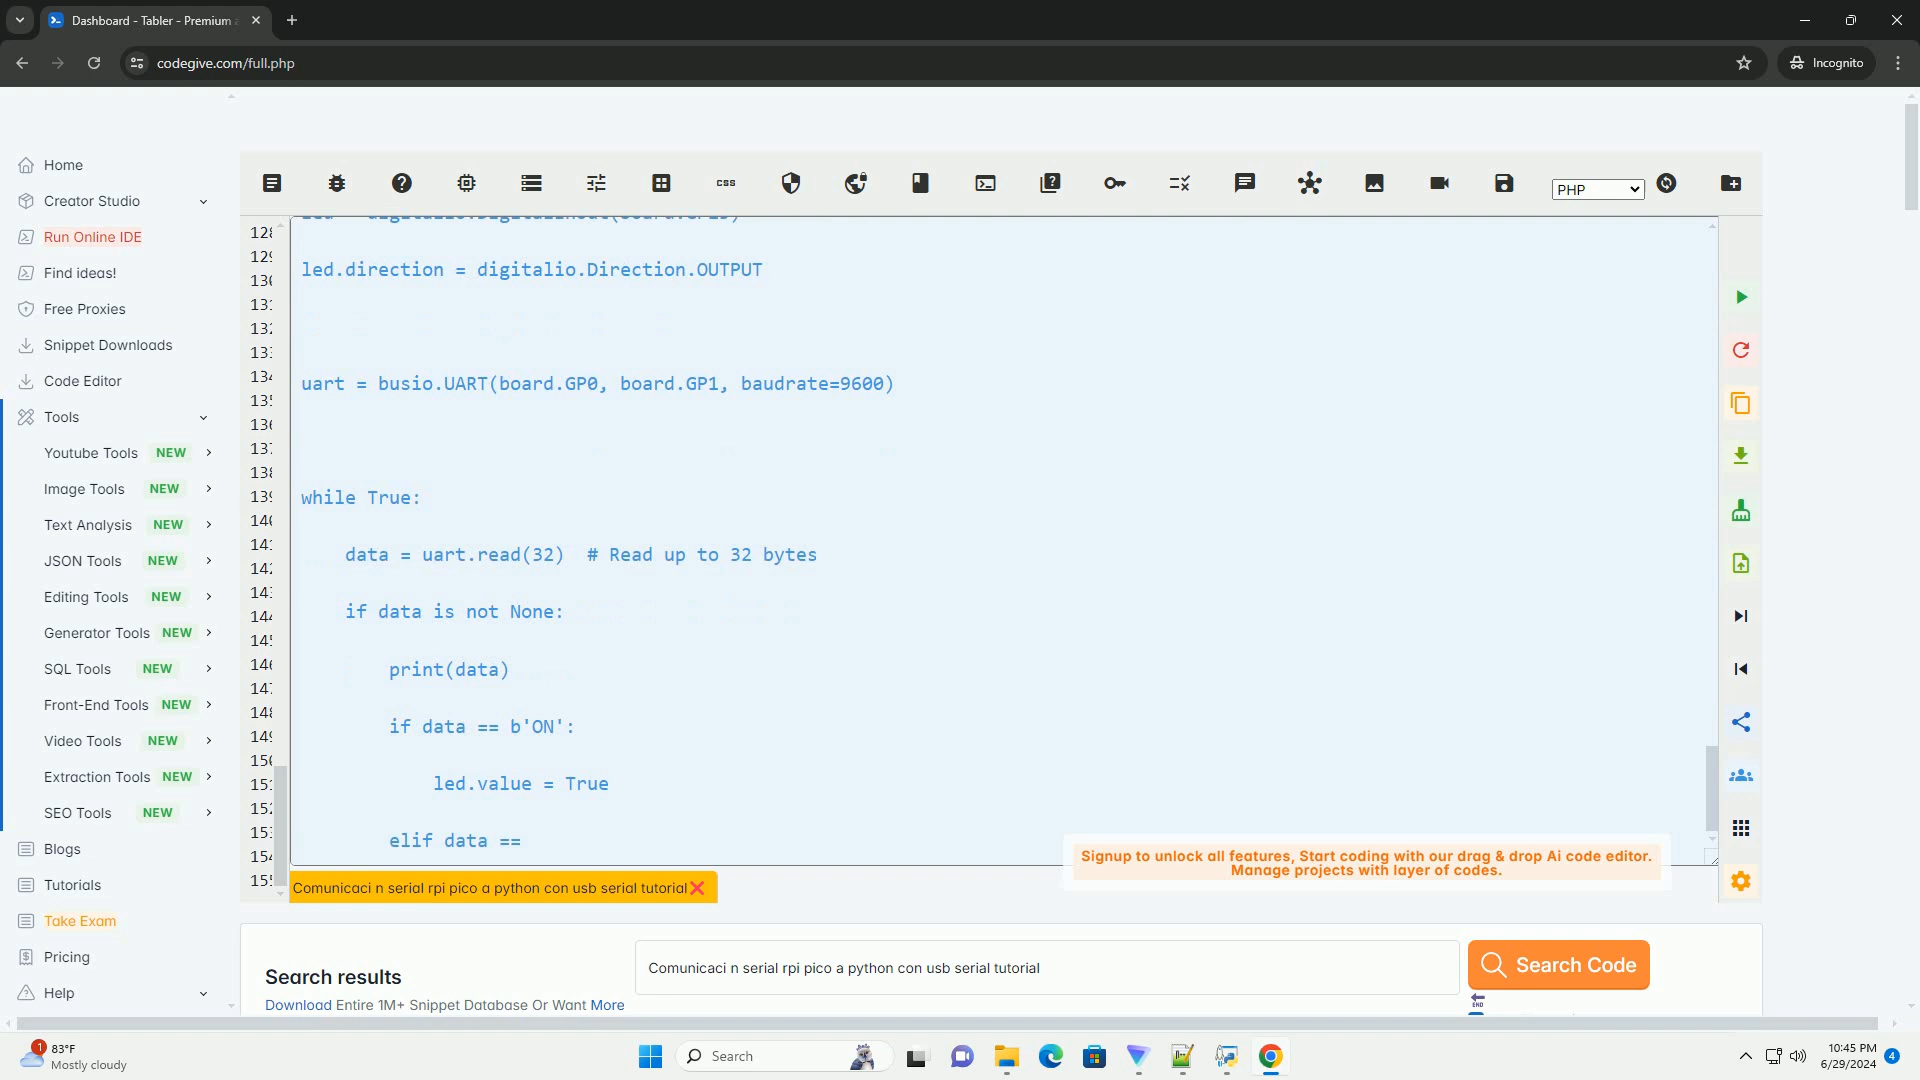 Dashboard - Tabler - Premium
codegive.com/full.php
Incognito
Home
Creator Studio
Run Online IDE
Find ideas!
Free Proxies
Snippet Downloads
Code Editor
Tools
Youtube Tools NEW
Image Tools NEW
Text Analysis NEW
JSON Tools NEW
Editing Tools NEW
Generator Tools NEW
SQL Tools NEW
Front-End Tools NEW
Video Tools NEW
Extraction Tools NEW
SEO Tools NEW
Blogs
Tutorials
Take Exam
Pricing
Help
css
PHP
led.direction = digitalio.Direction.OUTPUT
uart = busio.UART(board.GP0, board.GP1, baudrate=9600)
while True:
data = uart.read(32)  # Read up to 32 bytes
if data is not None:
print(data)
if data == b'ON':
led.value = True
elif data ==
Signup to unlock all features, Start coding with our drag & drop Ai code editor.
Manage projects with layer of codes.
Comunicaci n serial rpi pico a python con usb serial tutorial
Search results
Download Entire 1M+ Snippet Database Or Want More
Comunicaci n serial rpi pico a python con usb serial tutorial
Search Code
END
1
83°F
Mostly cloudy
Search
10:45 PM
6/29/2024
4